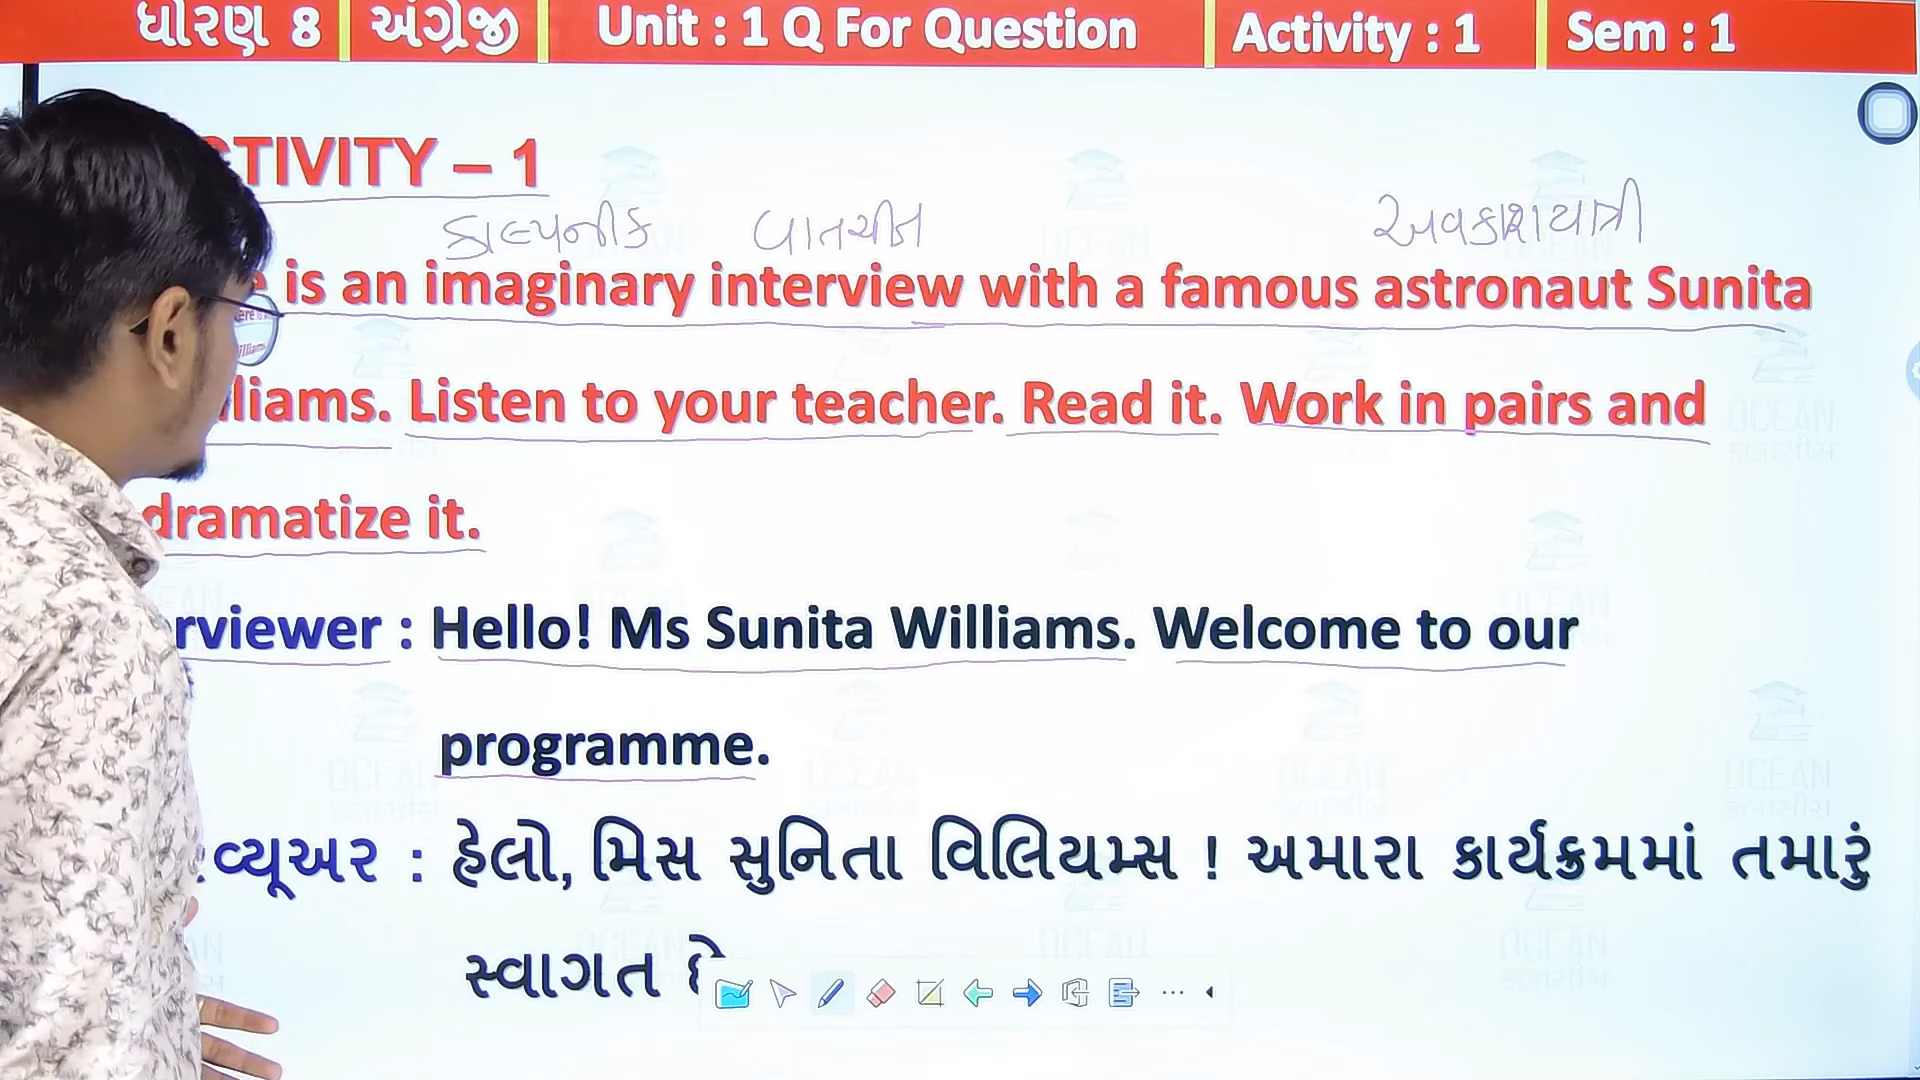 ધોરણ 8 અંગ્રેજી Unit : 1 Q For Question Activity : 1 Sem : 1
CTIVITY – 1
કાલ્પનીક વાતચીત અવકાશયાત્રી
e is an imaginary interview with a famous astronaut Sunita
lliams. Listen to your teacher. Read it. Work in pairs and
dramatize it.
rviewer : Hello! Ms Sunita Williams. Welcome to our
programme.
વ્યૂઅર : હેલો, મિસ સુનિતા વિલિયમ્સ ! અમારા કાર્યક્રમમાં તમારું
સ્વાગત છે